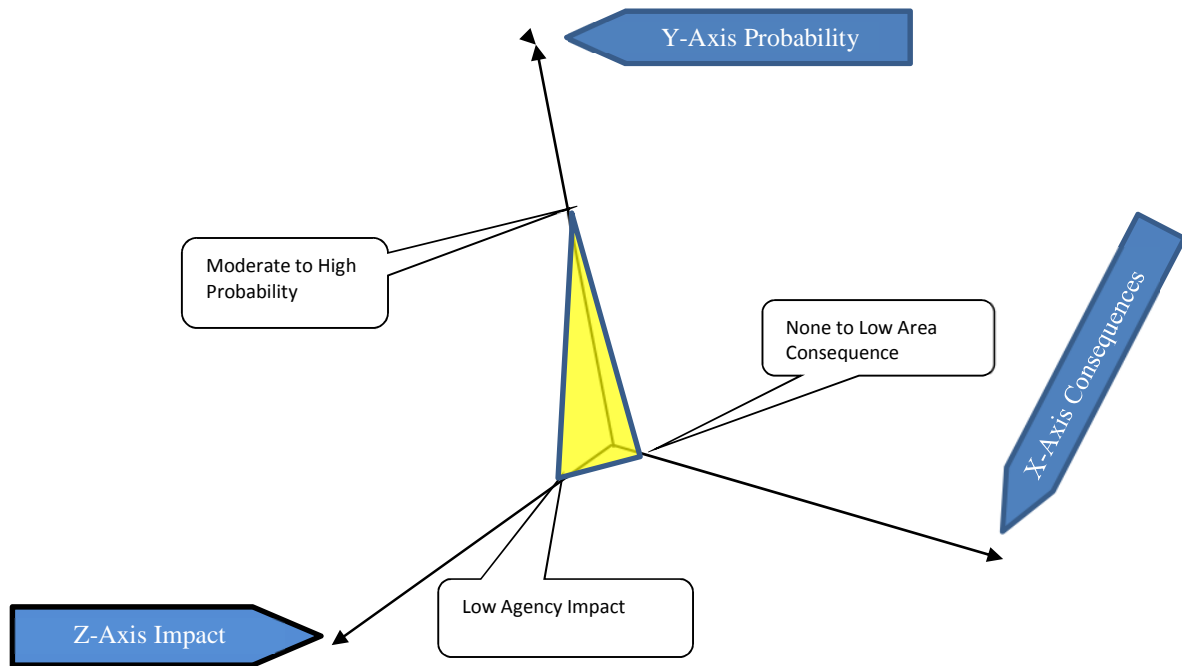 Y-Axis Probability
Moderate to High
Probability
None to Low Area
Consequence
X-Axis Consequences
Low Agency Impact
Z-Axis Impact